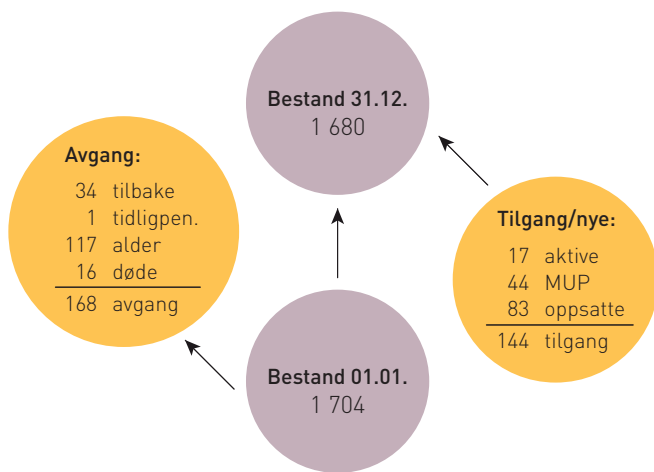 Bestand 31.12.
1 680
Avgang:
34 tilbake
1 tidligpen.
117 alder
16 døde
168 avgang
Tilgang/nye:
17 aktive
44 MUP
83 oppsatte
144 tilgang
Bestand 01.01.
1 704